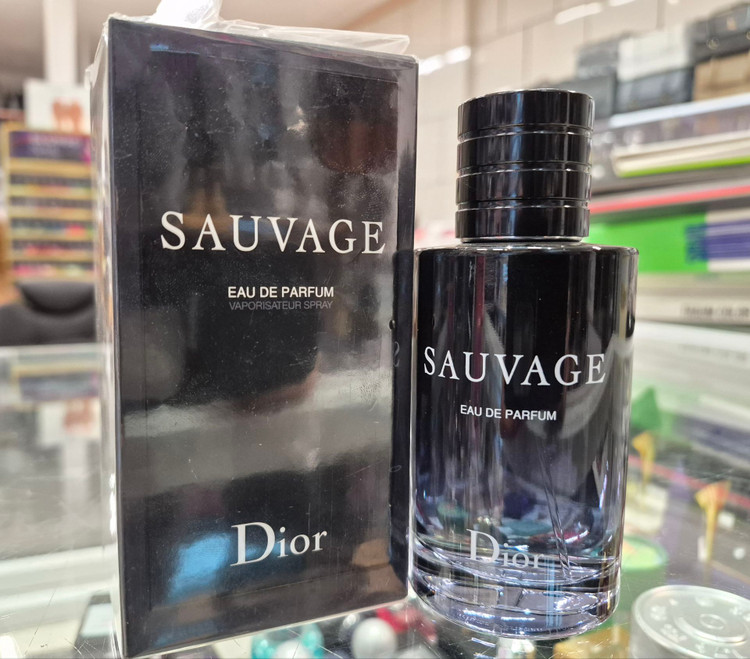 SAUVAGE
EAU DE PARFUM
VAPORISATEUR SPRAY
Dior
SAUVAGE
EAU DE PARFUM
Dior